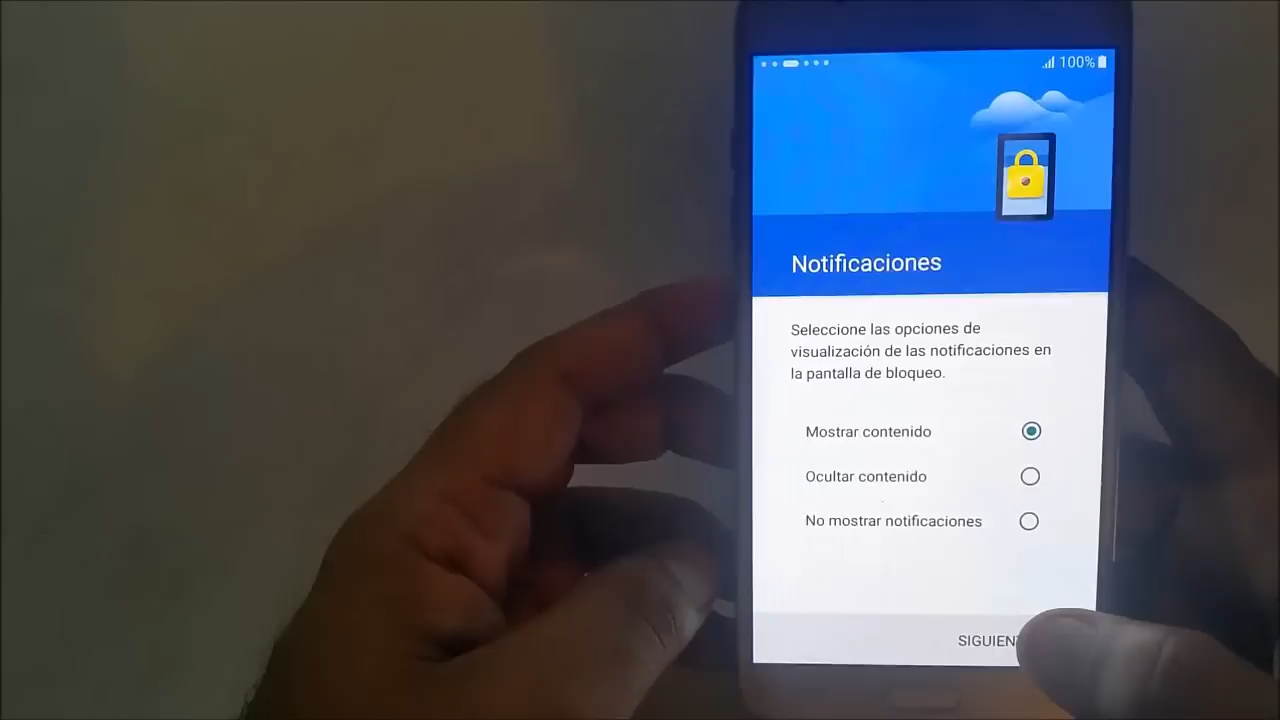 100%
Notificaciones
Seleccione las opciones de
visualización de las notificaciones en
la pantalla de bloqueo.
Mostrar contenido
Ocultar contenido
No mostrar notificaciones
SIGUIEN